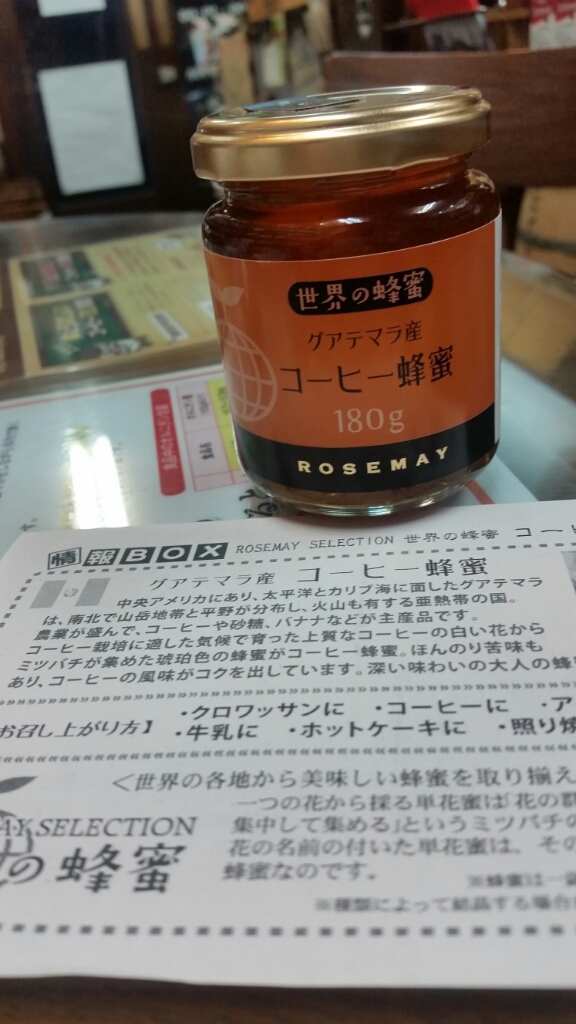 世界の蜂蜜
グアテマラ産
コーヒー蜂蜜
180g
ROSEMAY
情報BOX ROSEMAY SELECTION 世界の蜂蜜 コー
グアテマラ産 コーヒー蜂蜜
中央アメリカにあり、太平洋とカリブ海に面したグアテマラ
は、南北で山岳地帯と平野が分布し、火山も有する亜熱帯の国。
農業が盛んで、コーヒーや砂糖、バナナなどが主産品です。
コーヒー栽培に適した気候で育った上質なコーヒーの白い花から
ミツバチが集めた琥珀色の蜂蜜がコーヒー蜂蜜。ほんのり苦味も
あり、コーヒーの風味がコクを出しています。深い味わいの大人の蜂
お召し上がり方】 ・クロワッサンに ・コーヒーに ・ア
・牛乳に ・ホットケーキに ・照り焼
<世界の各地から美味しい蜂蜜を取り揃え
一つの花から採る単花蜜は「花の群
集中して集める」というミツバチの
花の名前の付いた単花蜜は、その
蜂蜜なのです。
AY SELECTION
の蜂蜜
※蜂蜜は一
※種類によって結晶する場合